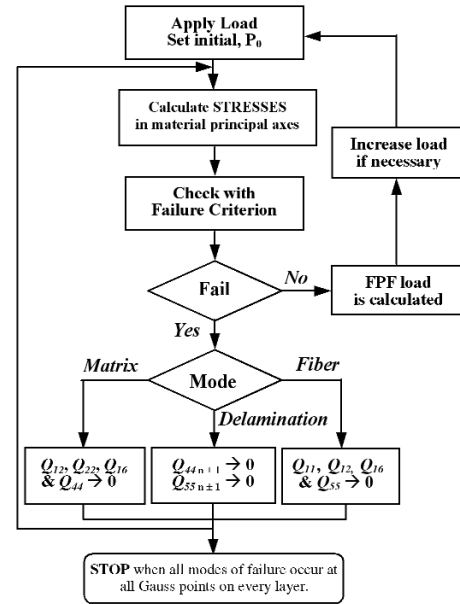 Apply Load
Set initial, P0
Calculate STRESSES
in material principal axes
Increase load
if necessary
Check with
Failure Criterion
Fail
No
FPF load
is calculated
Yes
Matrix
Mode
Fiber
Delamination
Q12, Q22, Q16
& Q44 → 0
Q44 n ± 1 → 0
Q55 n ± 1 → 0
Q11, Q12, Q16
& Q55 → 0
STOP when all modes of failure occur at
all Gauss points on every layer.